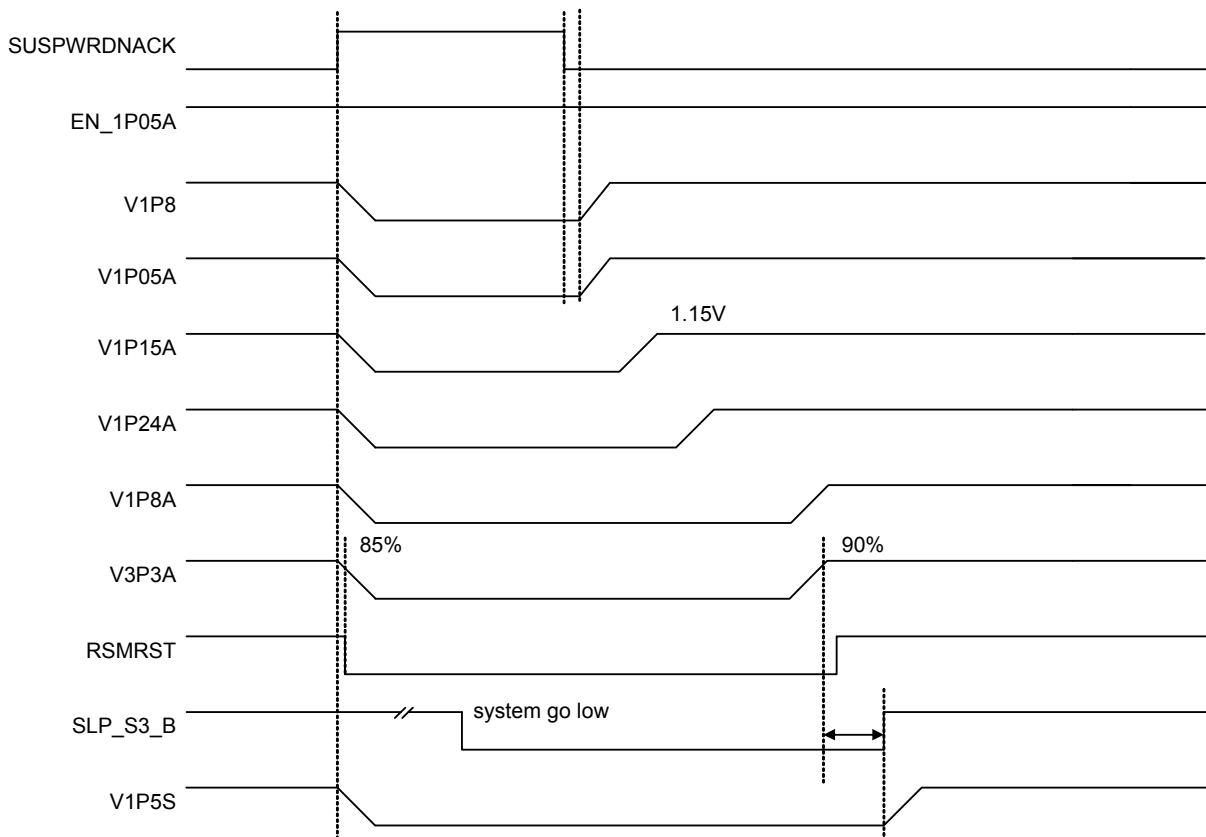 SUSPWRDNACK
EN_1P05A
V1P8
V1P05A
1.15V
V1P15A
V1P24A
V1P8A
85%
90%
V3P3A
RSMRST
system go low
SLP_S3_B
V1P5S